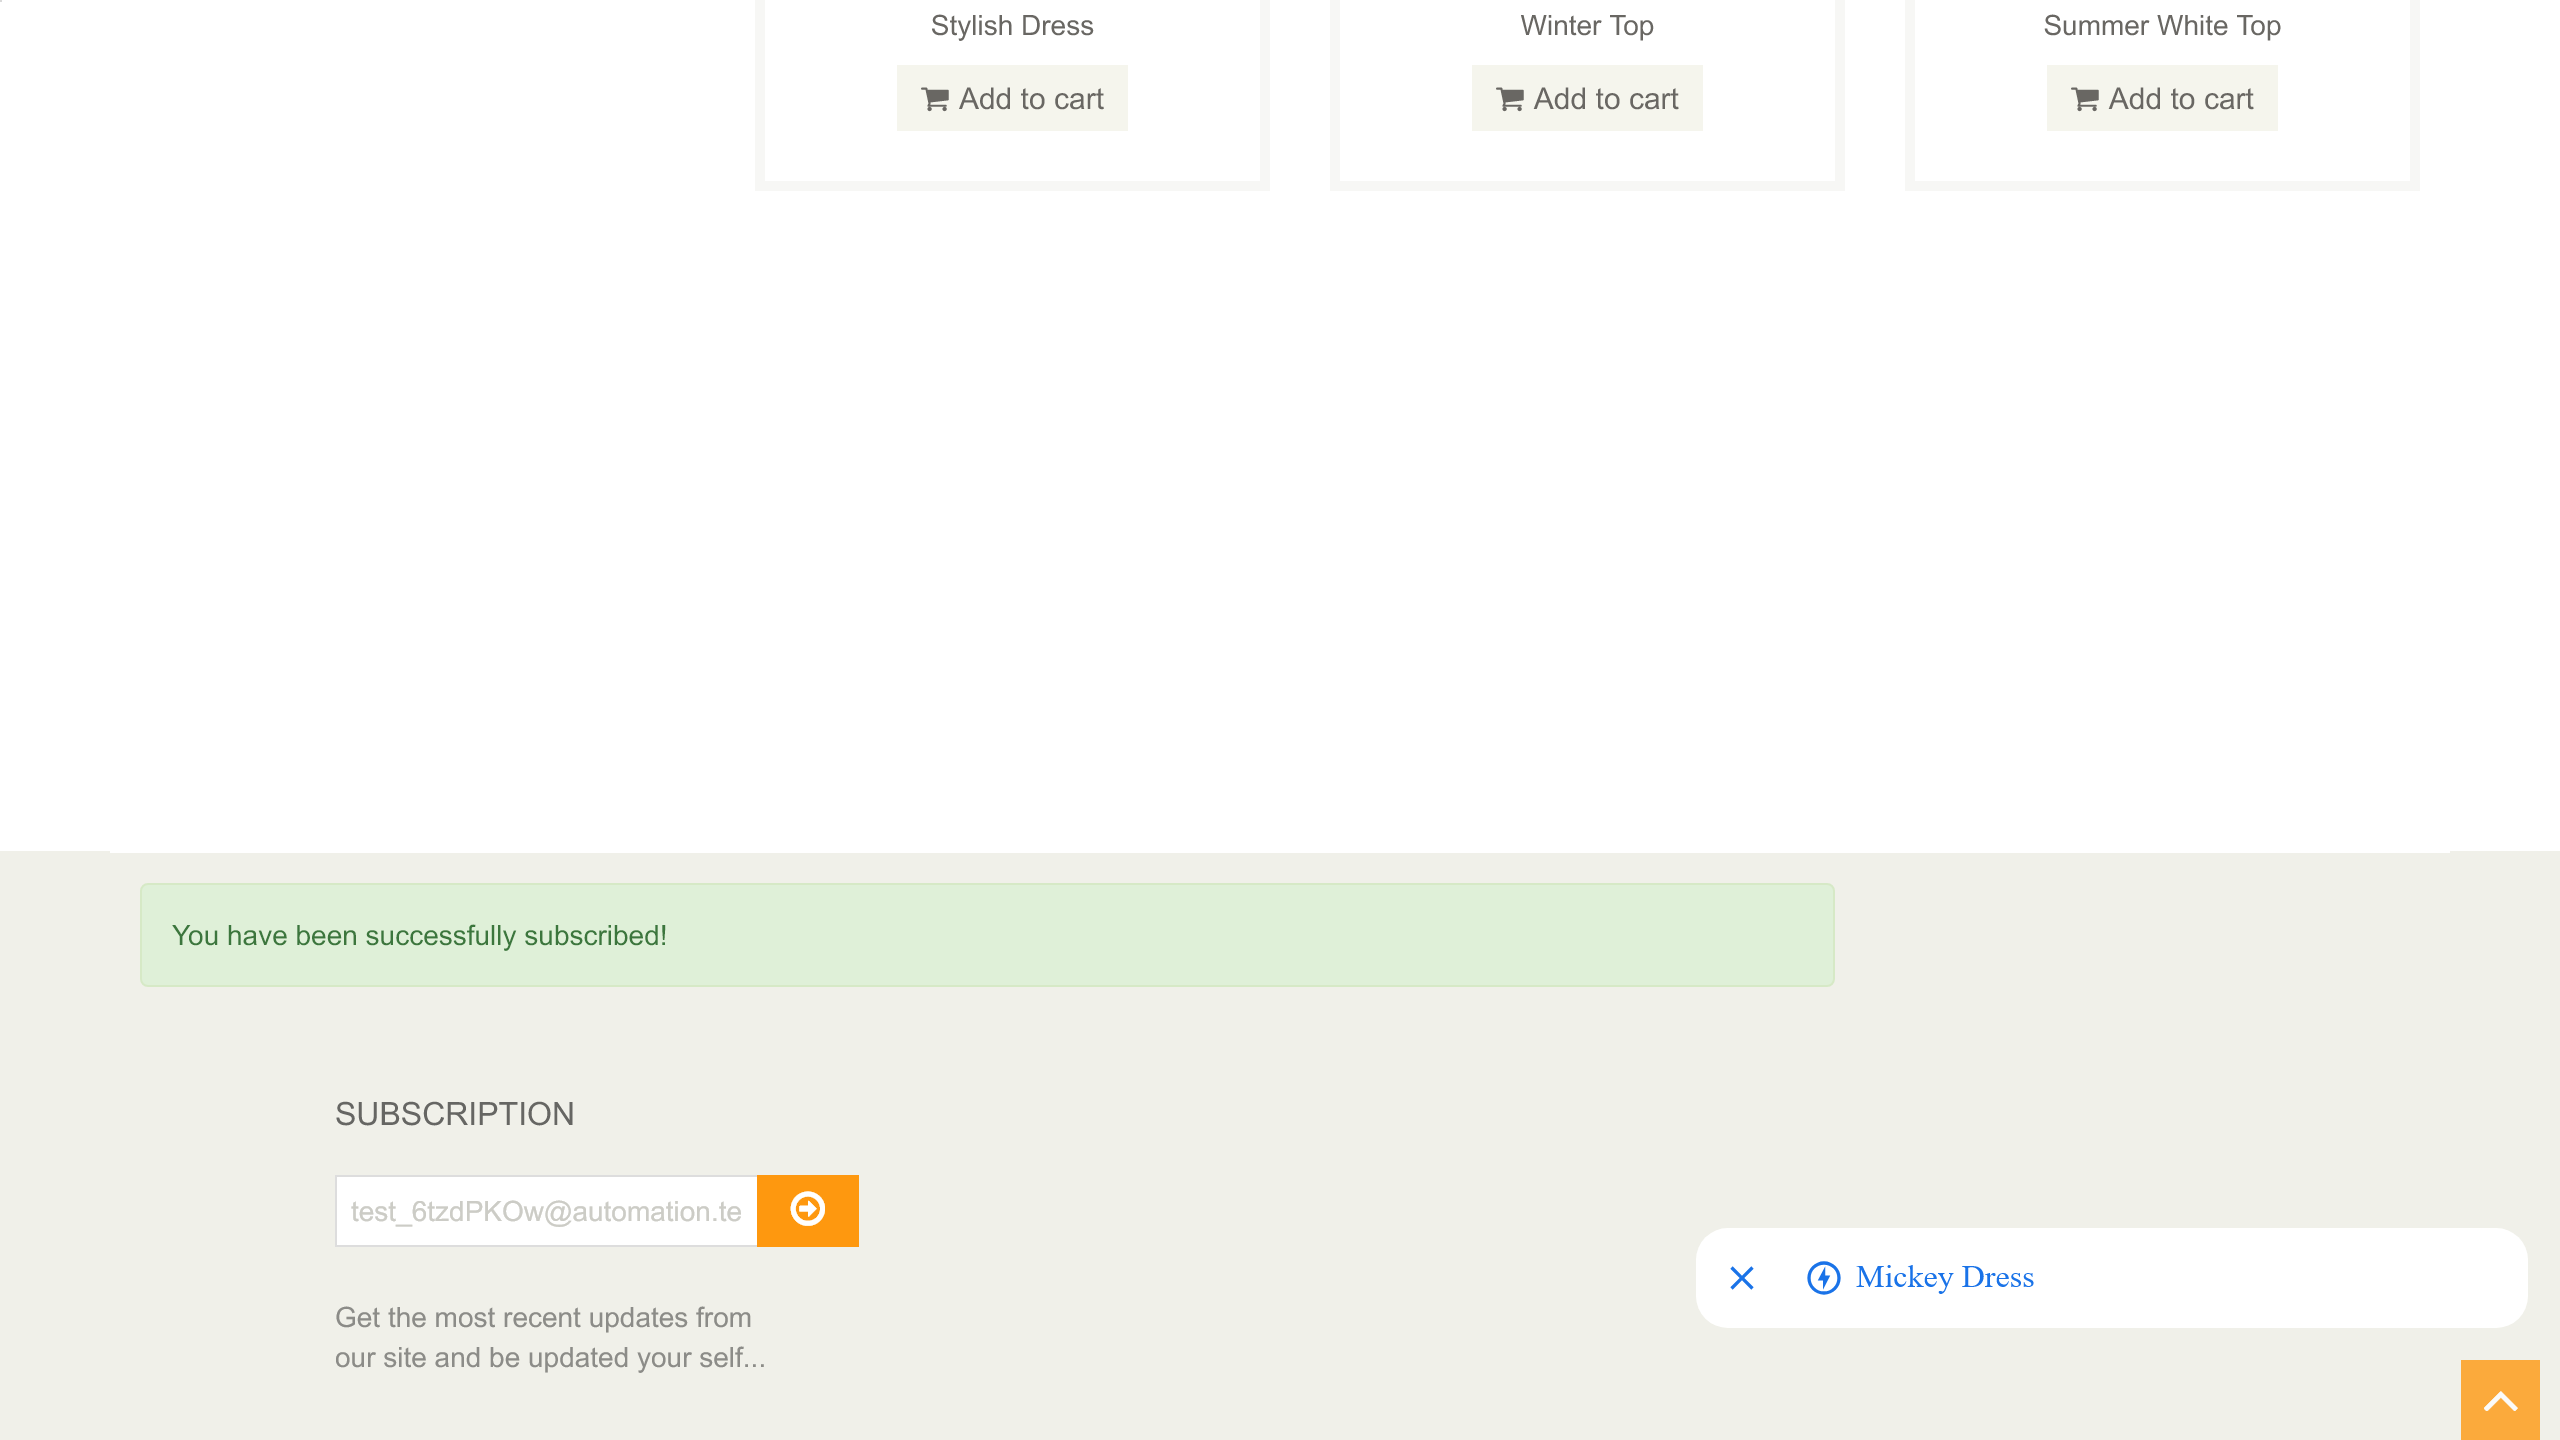 Stylish Dress
Winter Top
Summer White Top
Add to cart
Add to cart
Add to cart
You have been successfully subscribed!
SUBSCRIPTION
test_6tzdPKOw@automation.te
Get the most recent updates from
our site and be updated your self...
Mickey Dress